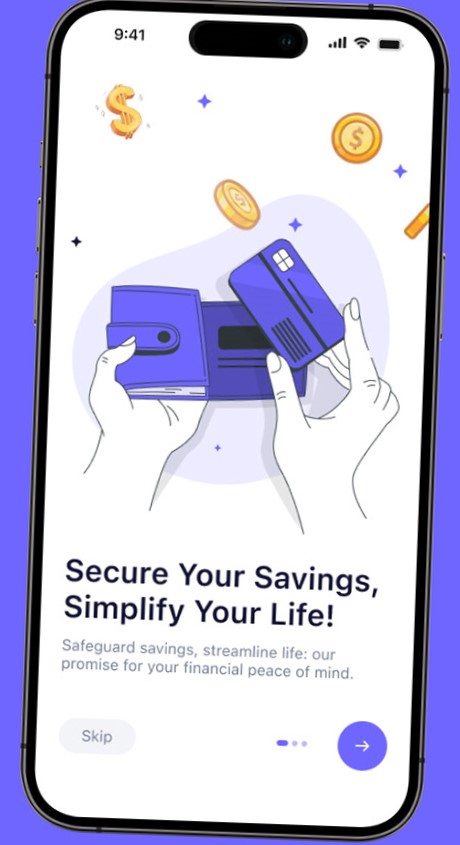 9:41
$
$
$
Secure Your Savings,
Simplify Your Life!
Safeguard savings, streamline life: our
promise for your financial peace of mind.
Skip